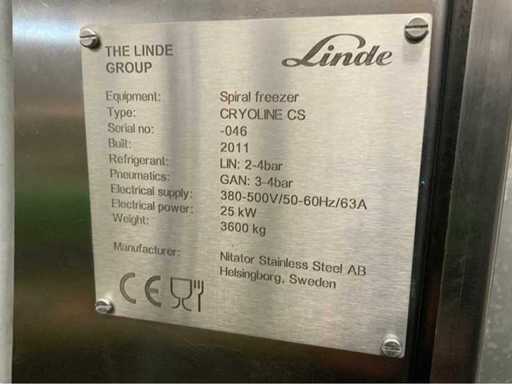 THE LINDE
GROUP
Linde
Equipment: Spiral freezer
Type: CRYOLINE CS
Serial no: -046
Built: 2011
Refrigerant: LIN: 2-4bar
Pneumatics: GAN: 3-4bar
Electrical supply: 380-500V/50-60Hz/63A
Electrical power: 25 kW
Weight: 3600 kg
Manufacturer: Nitator Stainless Steel AB
Helsingborg, Sweden
CE